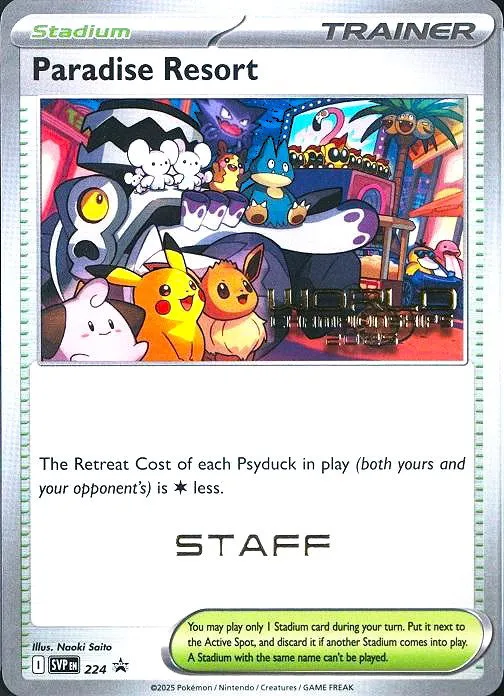 Stadium
TRAINER
Paradise Resort
WORLD
CHAMPIONSHIPS
2025
The Retreat Cost of each Psyduck in play (both yours and
your opponent's) is less.
STAFF
You may play only 1 Stadium card during your turn. Put it next to
the Active Spot, and discard it if another Stadium comes into play.
A Stadium with the same name can't be played.
Illus. Naoki Saito
I SVP EN 224
©2025 Pokémon / Nintendo / Creatures / GAME FREAK